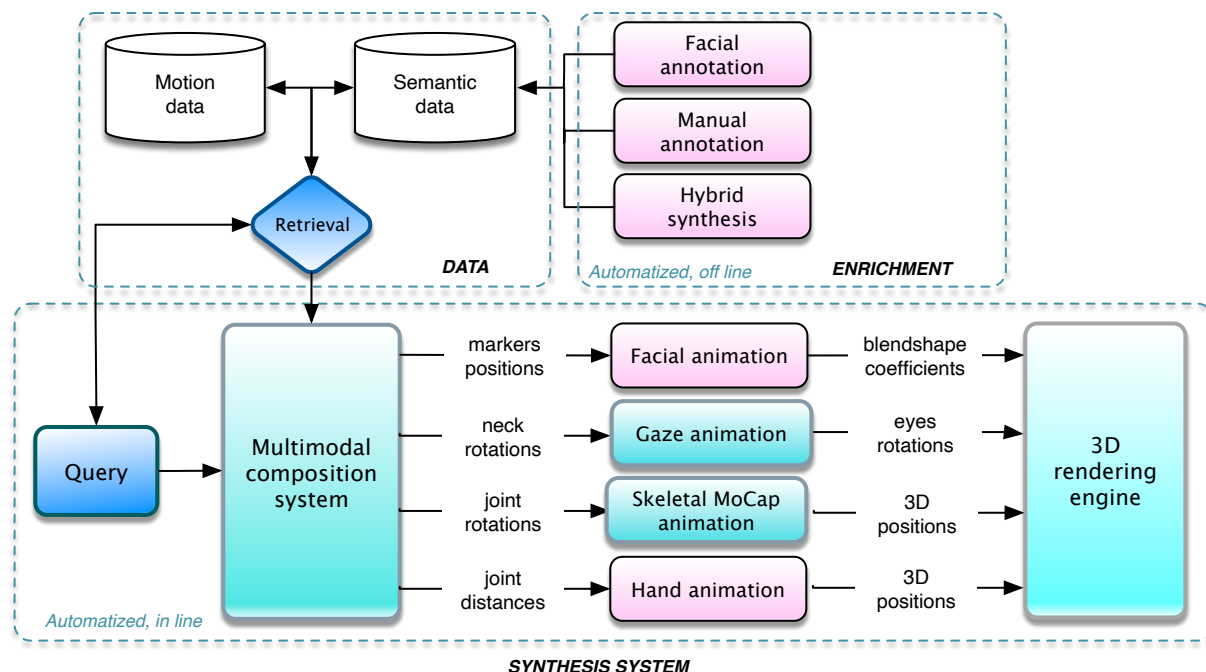 Motion
data
Semantic
data
Facial
annotation
Manual
annotation
Hybrid
synthesis
Retrieval
DATA
Automatized, off line
ENRICHMENT
markers
positions
Facial animation
blendshape
coefficients
neck
rotations
Gaze animation
eyes
rotations
Query
Multimodal
composition
system
3D
rendering
engine
joint
rotations
Skeletal MoCap
animation
3D
positions
joint
distances
Hand animation
3D
positions
Automatized, in line
SYNTHESIS SYSTEM